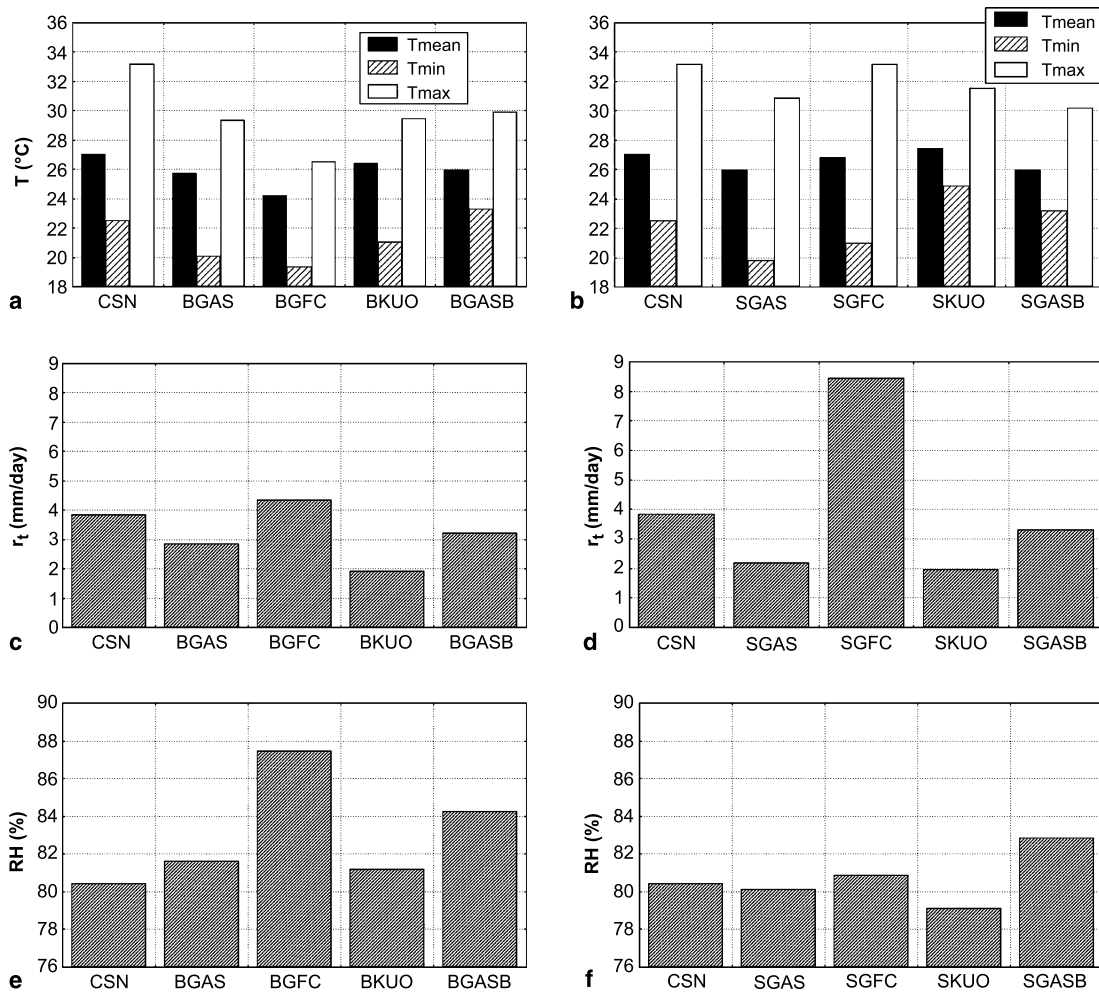 36
34
32
30
28
26
24
22
20
18
T (°C)
Tmean
Tmin
Tmax
a
CSN BGAS BGFC BKUO BGASB
36
34
32
30
28
26
24
22
20
18
Tmean
Tmin
Tmax
b
CSN SGAS SGFC SKUO SGASB
9
8
7
6
5
4
3
2
1
0
rt (mm/day)
c
CSN BGAS BGFC BKUO BGASB
9
8
7
6
5
4
3
2
1
0
rt (mm/day)
d
CSN SGAS SGFC SKUO SGASB
90
88
86
84
82
80
78
76
RH (%)
e
CSN BGAS BGFC BKUO BGASB
90
88
86
84
82
80
78
76
RH (%)
f
CSN SGAS SGFC SKUO SGASB